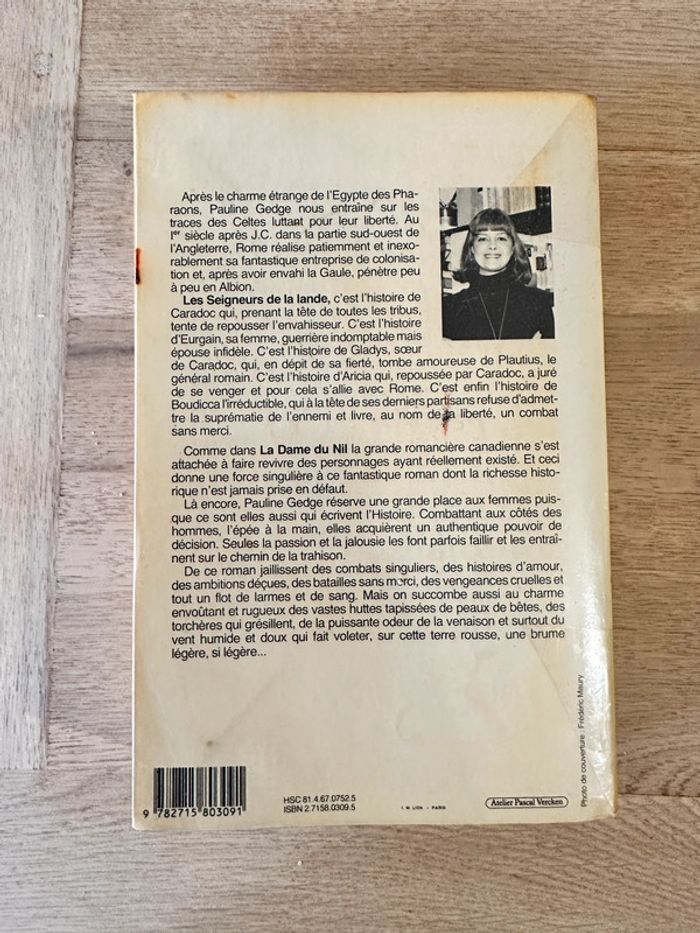 Après le charme étrange de l'Egypte des Pha-
raons, Pauline Gedge nous entraîne sur les
traces des Celtes luttant pour leur liberté. Au
Ier siècle après J.C. dans la partie sud-ouest de
l'Angleterre, Rome réalise patiemment et inexo-
rablement sa fantastique entreprise de colonisa-
tion et, après avoir envahi la Gaule, pénètre peu
à peu en Albion.
Les Seigneurs de la lande, c'est l'histoire de
Caradoc qui, prenant la tête de toutes les tribus,
tente de repousser l'envahisseur. C'est l'histoire
d'Eurgain, sa femme, guerrière indomptable mais
épouse infidèle. C'est l'histoire de Gladys, sœur
de Caradoc, qui, en dépit de sa fierté, tombe amoureuse de Plautius, le
général romain. C'est l'histoire d'Aricia qui, repoussée par Caradoc, a juré
de se venger et pour cela s'allie avec Rome. C'est enfin l'histoire de
Boudicca l'irréductible, qui à la tête de ses derniers partisans refuse d'admet-
tre la suprématie de l'ennemi et livre, au nom de la liberté, un combat
sans merci.
Comme dans La Dame du Nil la grande romancière canadienne s'est
attachée à faire revivre des personnages ayant réellement existé. Et ceci
donne une force singulière à ce fantastique roman dont la richesse histo-
rique n'est jamais prise en défaut.
Là encore, Pauline Gedge réserve une grande place aux femmes puis-
que ce sont elles aussi qui écrivent l'Histoire. Combattant aux côtés des
hommes, l'épée à la main, elles acquièrent un authentique pouvoir de
décision. Seules la passion et la jalousie les font parfois faillir et les entraî-
nent sur le chemin de la trahison.
De ce roman jaillissent des combats singuliers, des histoires d'amour,
des ambitions déçues, des batailles sans merci, des vengeances cruelles et
tout un flot de larmes et de sang. Mais on succombe aussi au charme
envoûtant et rugueux des vastes huttes tapissées de peaux de bêtes, des
torchères qui grésillent, de la puissante odeur de la venaison et surtout du
vent humide et doux qui fait voleter, sur cette terre rousse, une brume
légère, si légère...
Photo de couverture : Frédéric Maury
9 782715 803091
HSC 81.4.67.0752.5
ISBN 2.7158.0309.5
I. M. LION - PARIS
Atelier Pascal Vercken